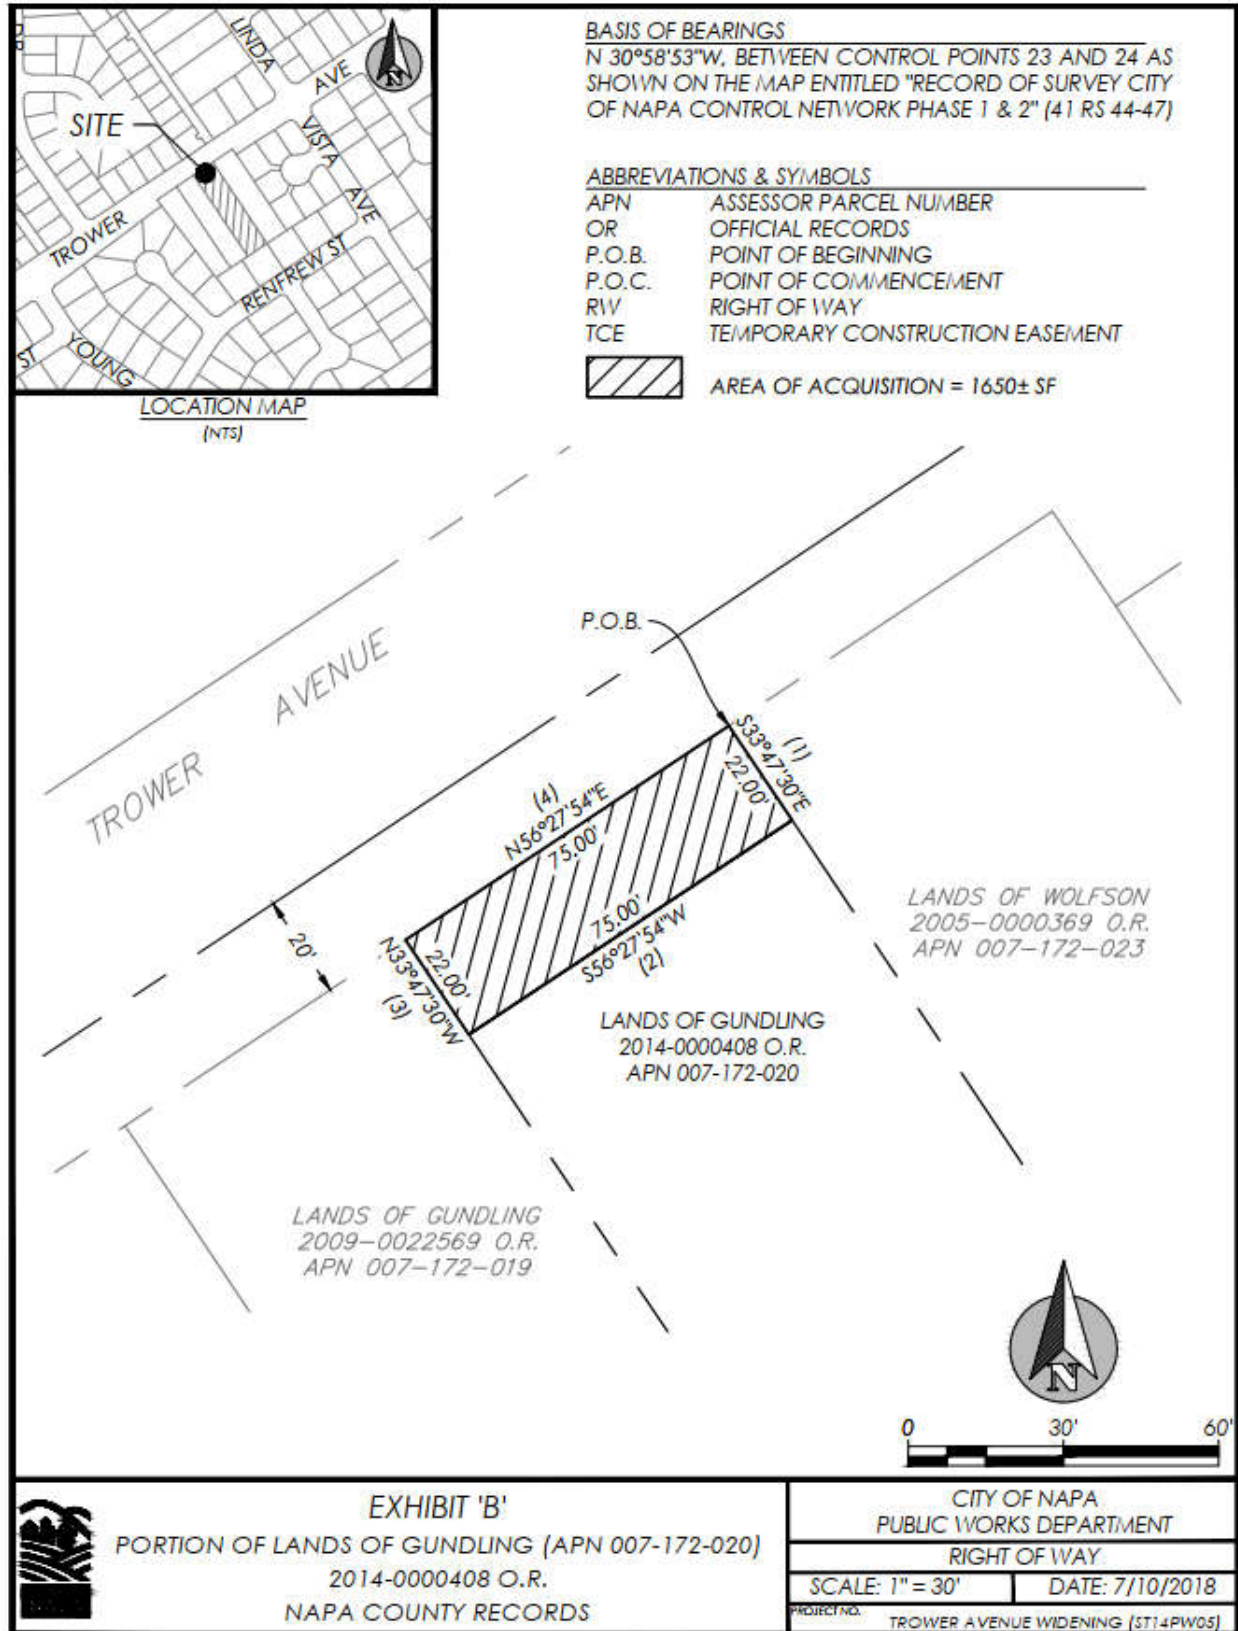 LINDA
AVE
N
SITE
VISTA
AVE
TROWER
RENFREW ST
ST
YOUNG
LOCATION MAP
(NTS)
BASIS OF BEARINGS
N 30°58'53"W, BETWEEN CONTROL POINTS 23 AND 24 AS
SHOWN ON THE MAP ENTITLED "RECORD OF SURVEY CITY
OF NAPA CONTROL NETWORK PHASE 1 & 2" (41 RS 44-47)
ABBREVIATIONS & SYMBOLS
APN ASSESSOR PARCEL NUMBER
OR OFFICIAL RECORDS
P.O.B. POINT OF BEGINNING
P.O.C. POINT OF COMMENCEMENT
RW RIGHT OF WAY
TCE TEMPORARY CONSTRUCTION EASEMENT
AREA OF ACQUISITION = 1650± SF
P.O.B.
TROWER AVENUE
S33°47'30"E
(1)
22.00'
(4)
N56°27'54"E
75.00'
75.00'
S56°27'54"W
(2)
20'
22.00'
N33°47'30"W
(3)
LANDS OF WOLFSON
2005-0000369 O.R.
APN 007-172-023
LANDS OF GUNDLING
2014-0000408 O.R.
APN 007-172-020
LANDS OF GUNDLING
2009-0022569 O.R.
APN 007-172-019
N
0 30' 60'
EXHIBIT 'B'
PORTION OF LANDS OF GUNDLING (APN 007-172-020)
2014-0000408 O.R.
NAPA COUNTY RECORDS
CITY OF NAPA
PUBLIC WORKS DEPARTMENT
RIGHT OF WAY
SCALE: 1" = 30' DATE: 7/10/2018
PROJECT NO. TROWER AVENUE WIDENING (ST14PW05)